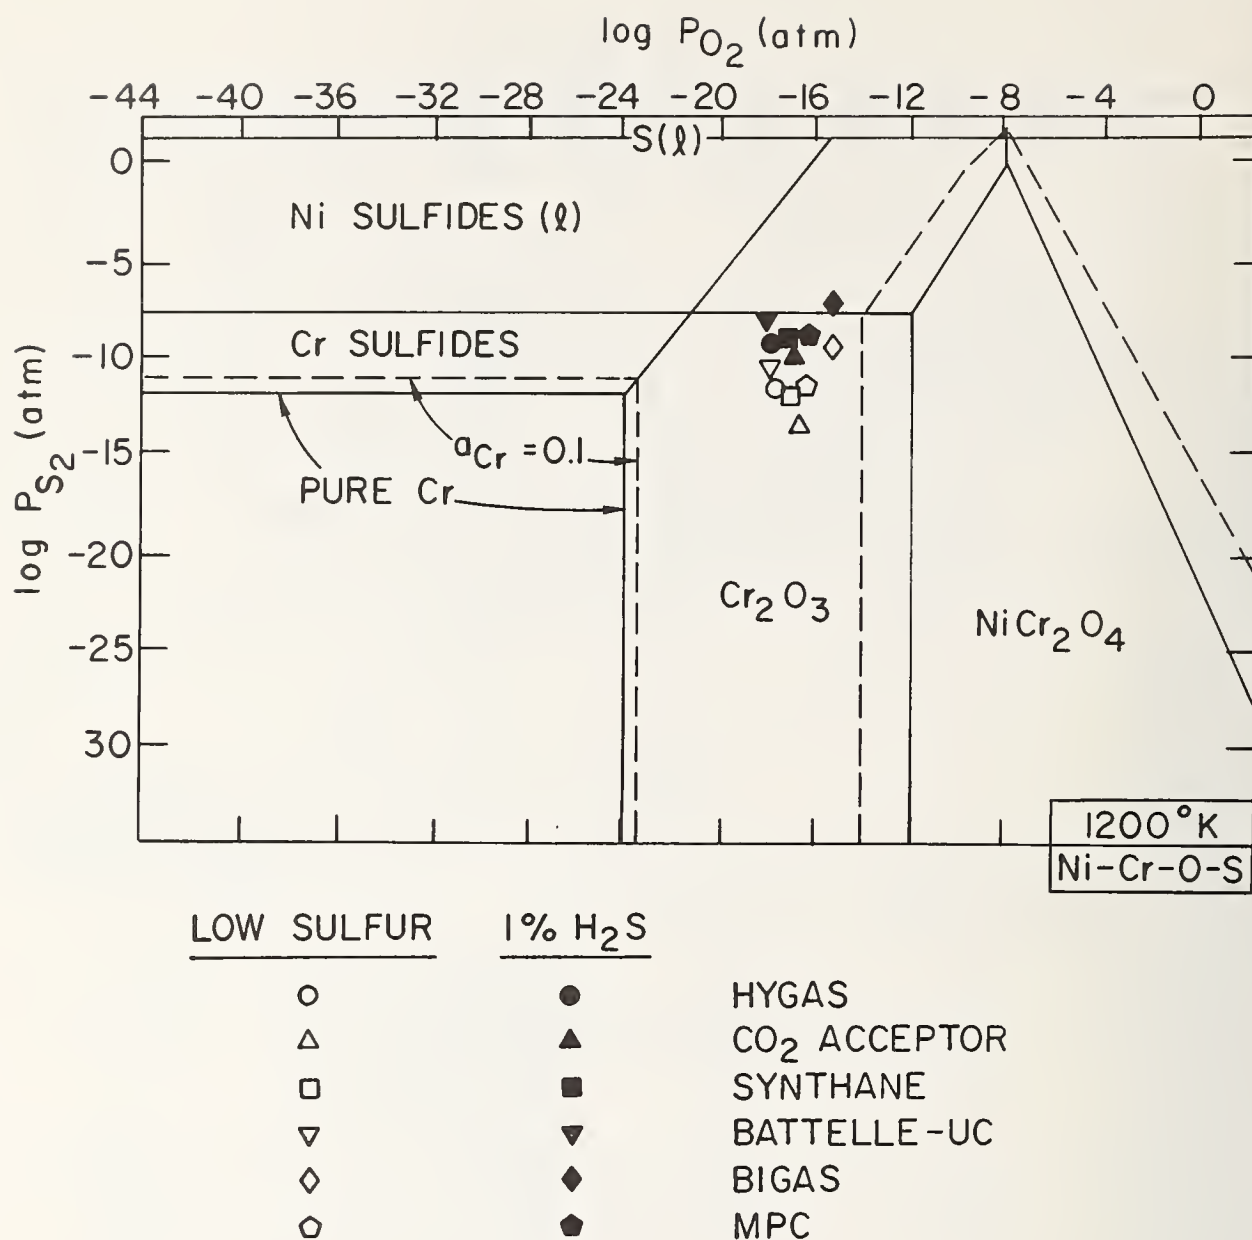 log P_O2 (atm)
-44 -40 -36 -32 -28 -24 -20 -16 -12 -8 -4 0
S(ℓ)
0
Ni SULFIDES (ℓ)
-5
Cr SULFIDES
-10
a_Cr = 0.1
-15
PURE Cr
log P_S2 (atm)
-20
Cr2O3
NiCr2O4
-25
30
1200°K
Ni-Cr-O-S
LOW SULFUR 1% H2S
HYGAS
CO2 ACCEPTOR
SYNTHANE
BATTELLE-UC
BIGAS
MPC